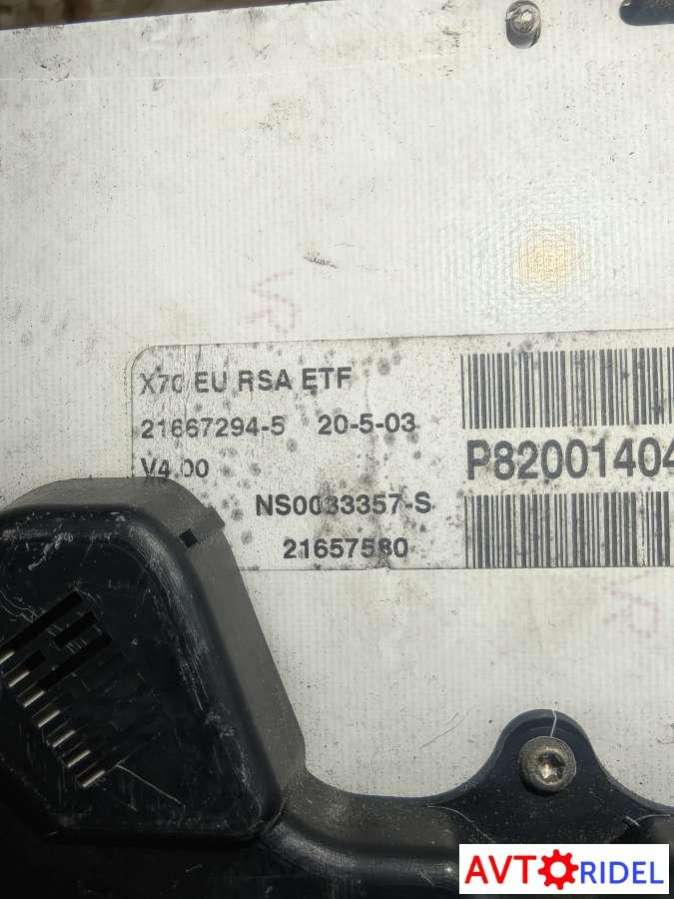 X70 EU RSA ETF
21667294-5 20-5-03
V4.00
P82001404
NS0033357-S
21657580
AVTORIDEL